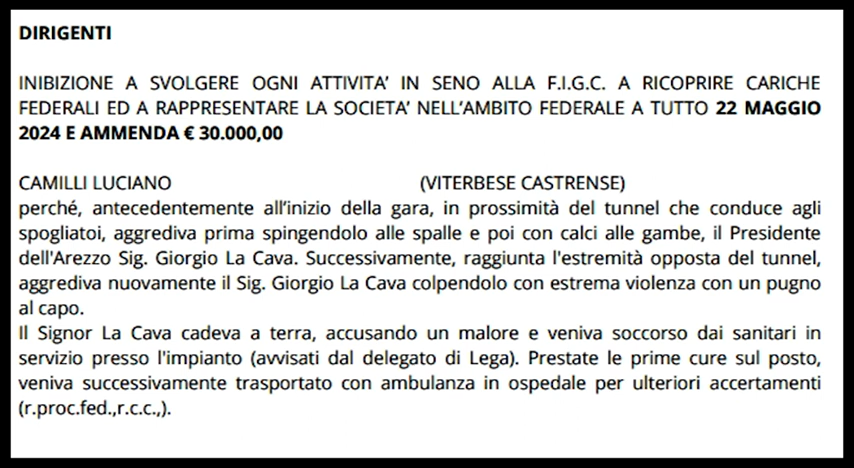 DIRIGENTI
INIBIZIONE A SVOLGERE OGNI ATTIVITA’ IN SENO ALLA F.I.G.C. A RICOPRIRE CARICHE
FEDERALI ED A RAPPRESENTARE LA SOCIETA’ NELL’AMBITO FEDERALE A TUTTO 22 MAGGIO
2024 E AMMENDA € 30.000,00
CAMILLI LUCIANO (VITERBESE CASTRENSE)
perché, antecedentemente all’inizio della gara, in prossimità del tunnel che conduce agli
spogliatoi, aggrediva prima spingendolo alle spalle e poi con calci alle gambe, il Presidente
dell'Arezzo Sig. Giorgio La Cava. Successivamente, raggiunta l'estremità opposta del tunnel,
aggrediva nuovamente il Sig. Giorgio La Cava colpendolo con estrema violenza con un pugno
al capo.
Il Signor La Cava cadeva a terra, accusando un malore e veniva soccorso dai sanitari in
servizio presso l'impianto (avvisati dal delegato di Lega). Prestate le prime cure sul posto,
veniva successivamente trasportato con ambulanza in ospedale per ulteriori accertamenti
(r.proc.fed.,r.c.c.,).